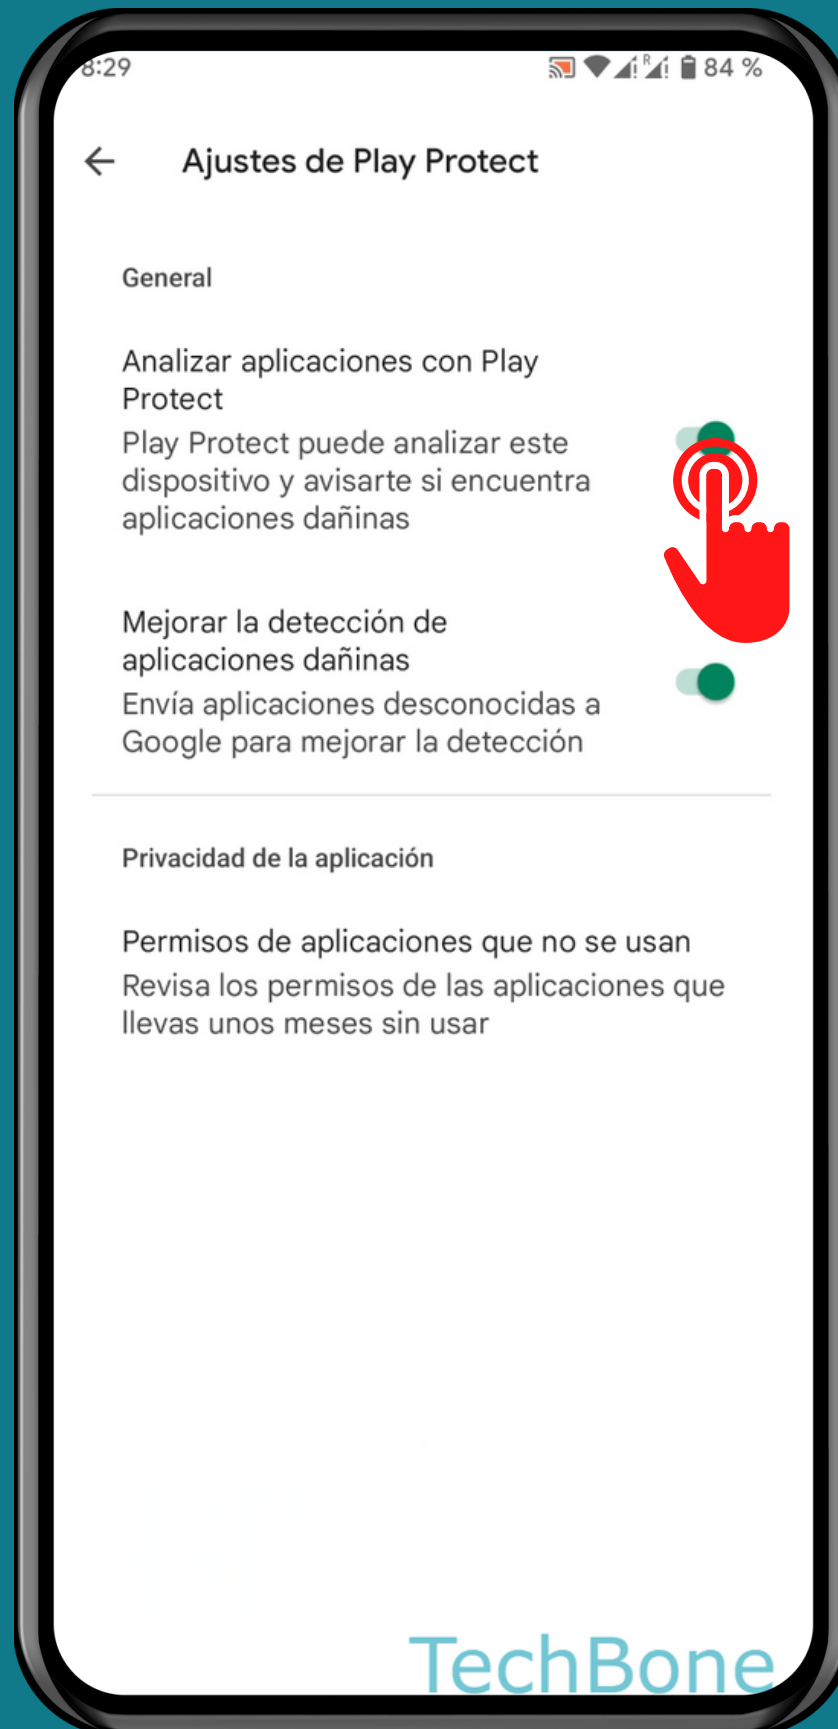 8:29
R
84 %
Ajustes de Play Protect
General
Analizar aplicaciones con Play
Protect
Play Protect puede analizar este
dispositivo y avisarte si encuentra
aplicaciones dañinas
Mejorar la detección de
aplicaciones dañinas
Envía aplicaciones desconocidas a
Google para mejorar la detección
Privacidad de la aplicación
Permisos de aplicaciones que no se usan
Revisa los permisos de las aplicaciones que
llevas unos meses sin usar
TechBone